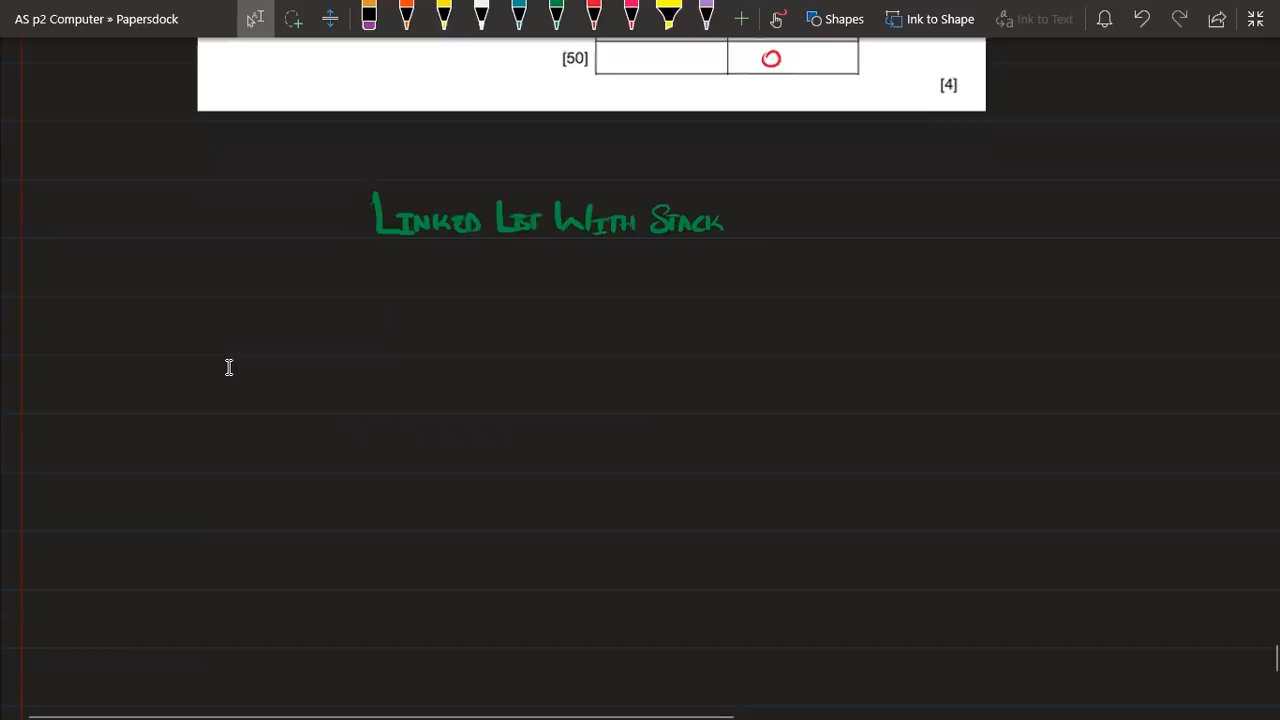 AS p2 Computer » Papersdock
Shapes
Ink to Shape
Ink to Text
[50]
O
[4]
LINKED LIST WITH STACK